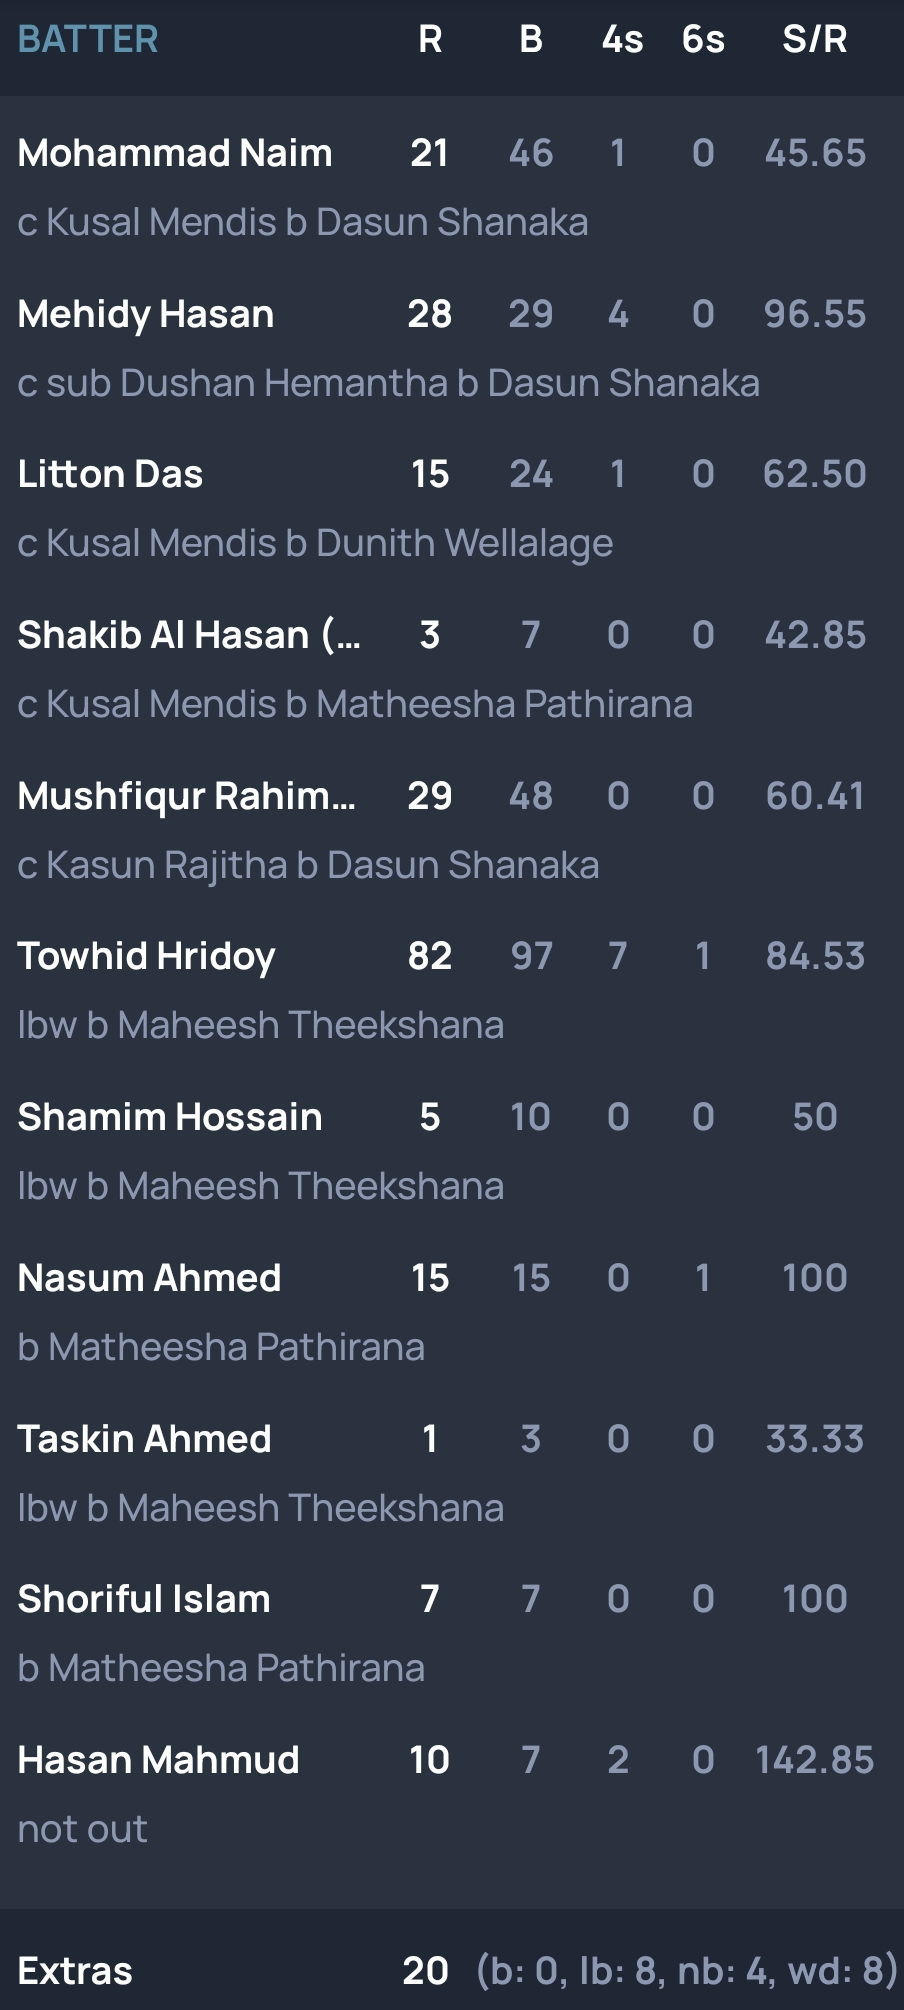 BATTER R B 4s 6s S/R
Mohammad Naim 21 46 1 0 45.65
c Kusal Mendis b Dasun Shanaka
Mehidy Hasan 28 29 4 0 96.55
c sub Dushan Hemantha b Dasun Shanaka
Litton Das 15 24 1 0 62.50
c Kusal Mendis b Dunith Wellalage
Shakib Al Hasan (... 3 7 0 0 42.85
c Kusal Mendis b Matheesha Pathirana
Mushfiqur Rahim... 29 48 0 0 60.41
c Kasun Rajitha b Dasun Shanaka
Towhid Hridoy 82 97 7 1 84.53
lbw b Maheesh Theekshana
Shamim Hossain 5 10 0 0 50
lbw b Maheesh Theekshana
Nasum Ahmed 15 15 0 1 100
b Matheesha Pathirana
Taskin Ahmed 1 3 0 0 33.33
lbw b Maheesh Theekshana
Shoriful Islam 7 7 0 0 100
b Matheesha Pathirana
Hasan Mahmud 10 7 2 0 142.85
not out
Extras 20 (b: 0, lb: 8, nb: 4, wd: 8)